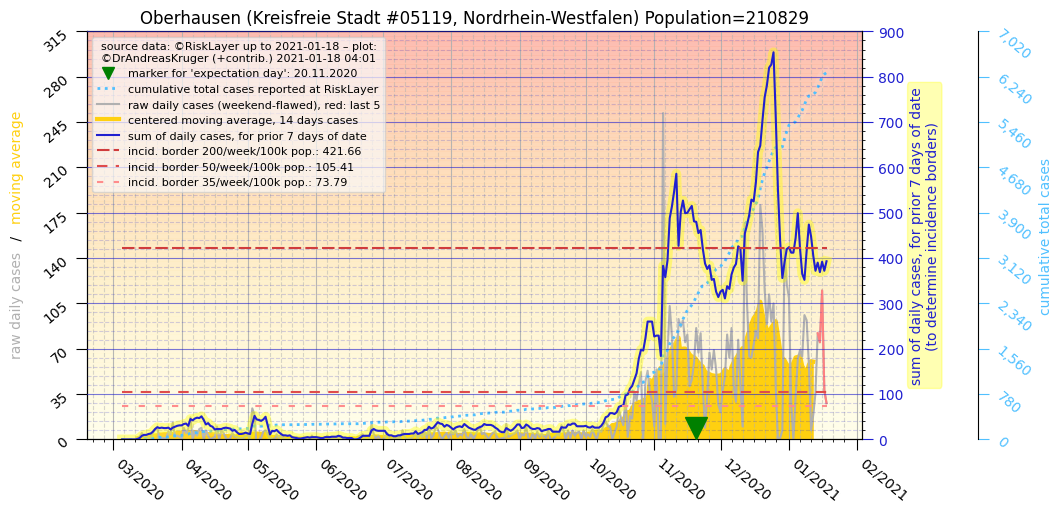 Oberhausen (Kreisfreie Stadt #05119, Nordrhein-Westfalen) Population=210829
source data: ©RiskLayer up to 2021-01-18 – plot:
©DrAndreasKruger (+contrib.) 2021-01-18 04:01
marker for 'expectation day': 20.11.2020
cumulative total cases reported at RiskLayer
raw daily cases (weekend-flawed), red: last 5
centered moving average, 14 days cases
sum of daily cases, for prior 7 days of date
incid. border 200/week/100k pop.: 421.66
incid. border 50/week/100k pop.: 105.41
incid. border 35/week/100k pop.: 73.79
raw daily cases / moving average
315
280
245
210
175
140
105
70
35
0
03/2020
04/2020
05/2020
06/2020
07/2020
08/2020
09/2020
10/2020
11/2020
12/2020
01/2021
02/2021
900
800
700
600
500
400
300
200
100
0
sum of daily cases, for prior 7 days of date
(to determine incidence borders)
7,020
6,240
5,460
4,680
3,900
3,120
2,340
1,560
780
0
cumulative total cases